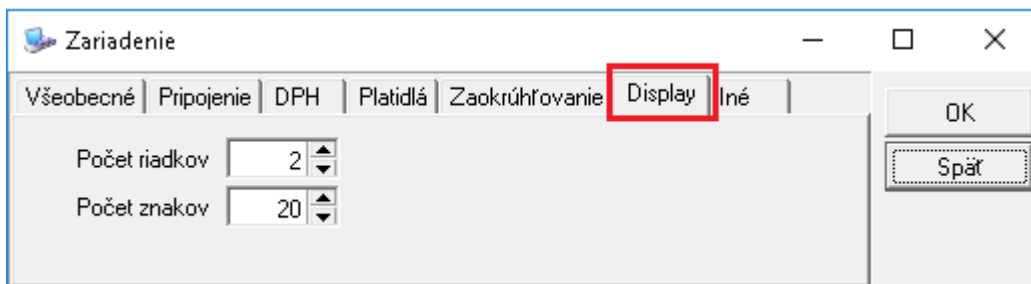 Zariadenie
Všeobecné Pripojenie DPH Platidlá Zaokrúhľovanie Display Iné
OK
Počet riadkov 2
Späť
Počet znakov 20